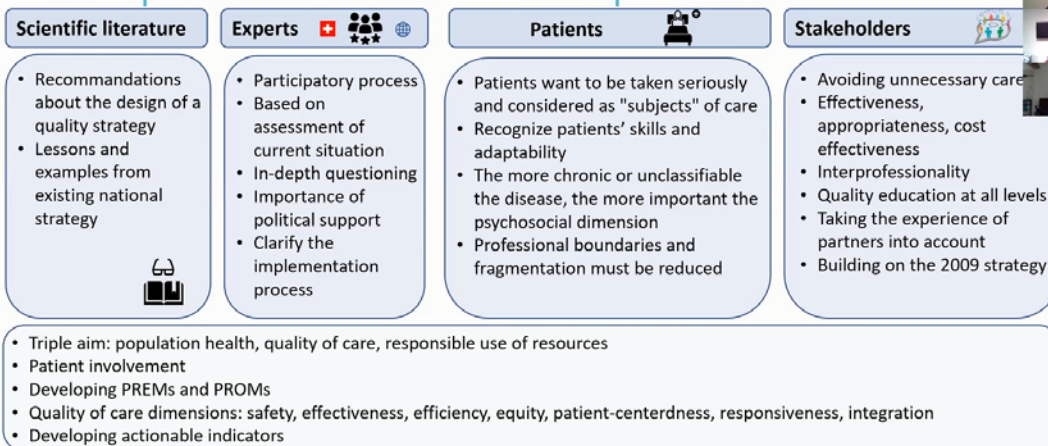 Scientific literature
• Recommandations
about the design of a
quality strategy
• Lessons and
examples from
existing national
strategy
Experts
• Participatory process
• Based on
assessment of
current situation
• In-depth questioning
• Importance of
political support
• Clarify the
implementation
process
Patients
• Patients want to be taken seriously
and considered as "subjects" of care
• Recognize patients’ skills and
adaptability
• The more chronic or unclassifiable
the disease, the more important the
psychosocial dimension
• Professional boundaries and
fragmentation must be reduced
Stakeholders
• Avoiding unnecessary care
• Effectiveness,
appropriateness, cost
effectiveness
• Interprofessionality
• Quality education at all levels
• Taking the experience of
partners into account
• Building on the 2009 strategy
• Triple aim: population health, quality of care, responsible use of resources
• Patient involvement
• Developing PREMs and PROMs
• Quality of care dimensions: safety, effectiveness, efficiency, equity, patient-centerdness, responsiveness, integration
• Developing actionable indicators